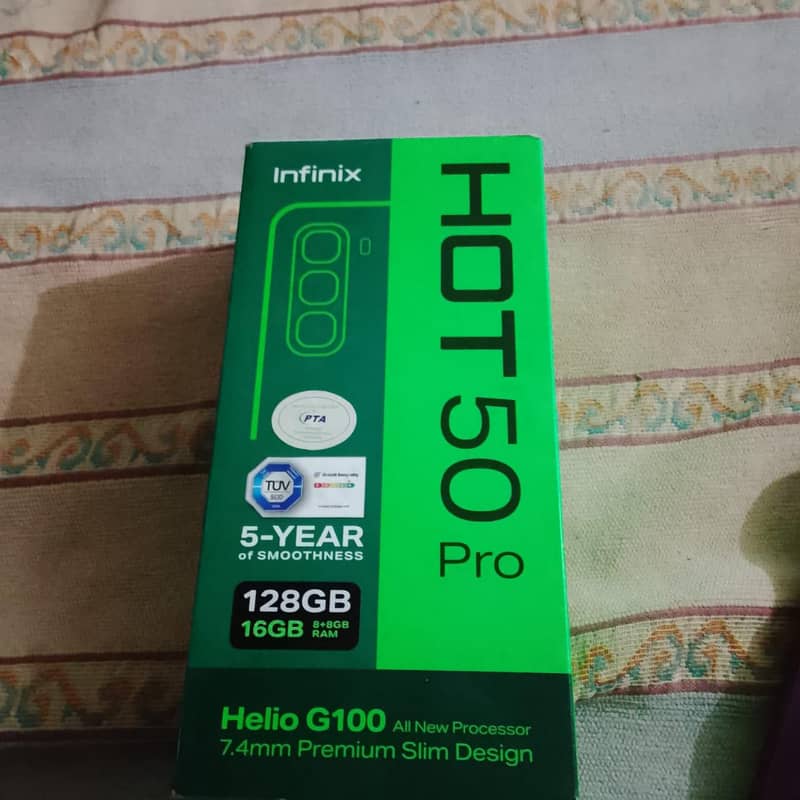 Infinix
HOT 50
Pro
PTA
TÜV
SÜD
5-YEAR
of SMOOTHNESS
128GB
16GB 8+8GB
RAM
Helio G100 All New Processor
7.4mm Premium Slim Design